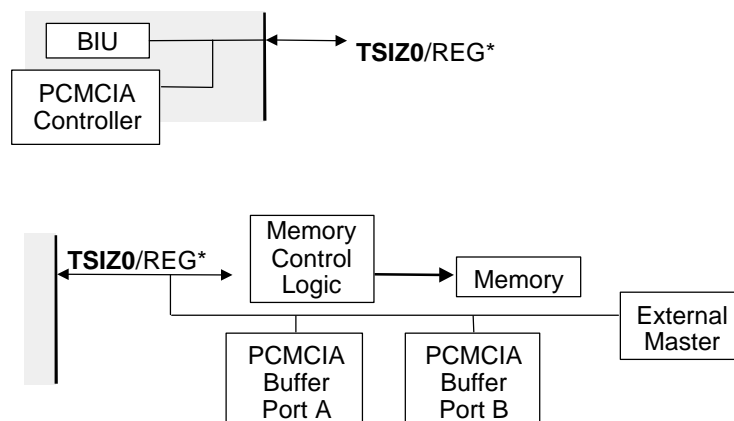 BIU
TSIZ0/REG*
PCMCIA
Controller
TSIZ0/REG*
Memory
Control
Logic
Memory
External
Master
PCMCIA
Buffer
Port A
PCMCIA
Buffer
Port B